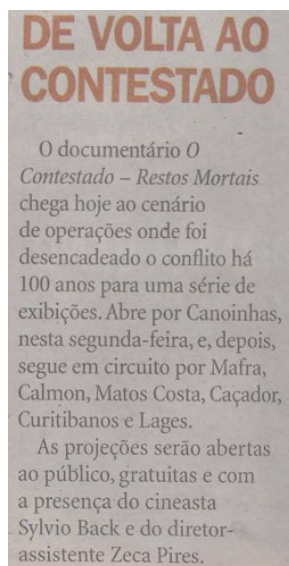 DE VOLTA AO
CONTESTADO
O documentário O
Contestado – Restos Mortais
chega hoje ao cenário
de operações onde foi
desencadeado o conflito há
100 anos para uma série de
exibições. Abre por Canoinhas,
nesta segunda-feira, e, depois,
segue em circuito por Mafra,
Calmon, Matos Costa, Caçador,
Curitibanos e Lages.
As projeções serão abertas
ao público, gratuitas e com
a presença do cineasta
Sylvio Back e do diretor-
assistente Zeca Pires.